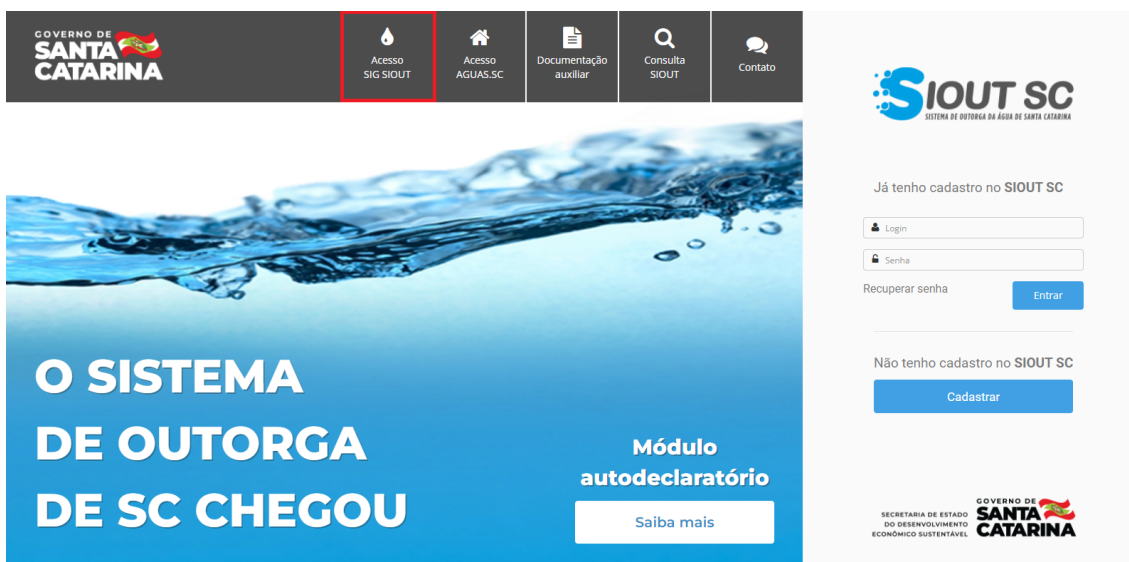 GOVERNO DE
SANTA
CATARINA
Acesso
SIG SIOUT
Acesso
AGUAS.SC
Documentação
auxiliar
Consulta
SIOUT
Contato
O SISTEMA
DE OUTORGA
DE SC CHEGOU
Módulo
autodeclaratório
Saiba mais
SIOUT SC
SISTEMA DE OUTORGA DA ÁGUA DE SANTA CATARINA
Já tenho cadastro no SIOUT SC
Login
Senha
Recuperar senha
Entrar
Não tenho cadastro no SIOUT SC
Cadastrar
SECRETARIA DE ESTADO
DO DESENVOLVIMENTO
ECONÔMICO SUSTENTÁVEL
GOVERNO DE
SANTA
CATARINA